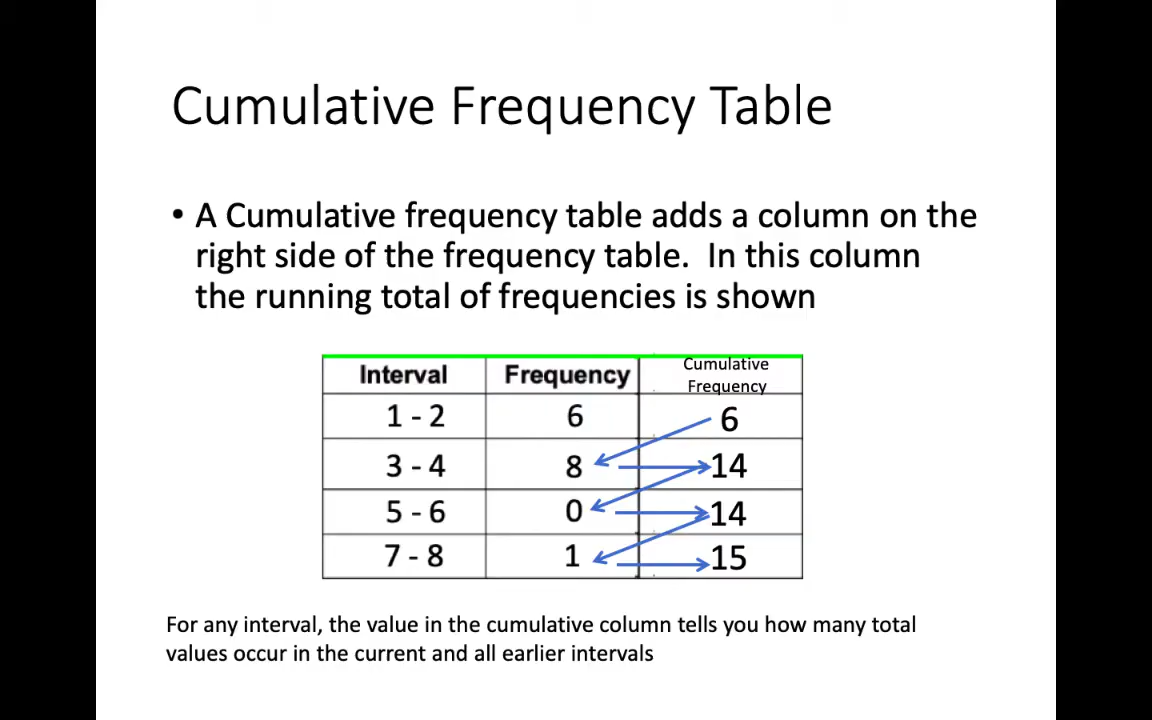 Cumulative Frequency Table
• A Cumulative frequency table adds a column on the
right side of the frequency table.  In this column
the running total of frequencies is shown
Interval Frequency Cumulative
Frequency
1 - 2 6 6
3 - 4 8 14
5 - 6 0 14
7 - 8 1 15
For any interval, the value in the cumulative column tells you how many total
values occur in the current and all earlier intervals